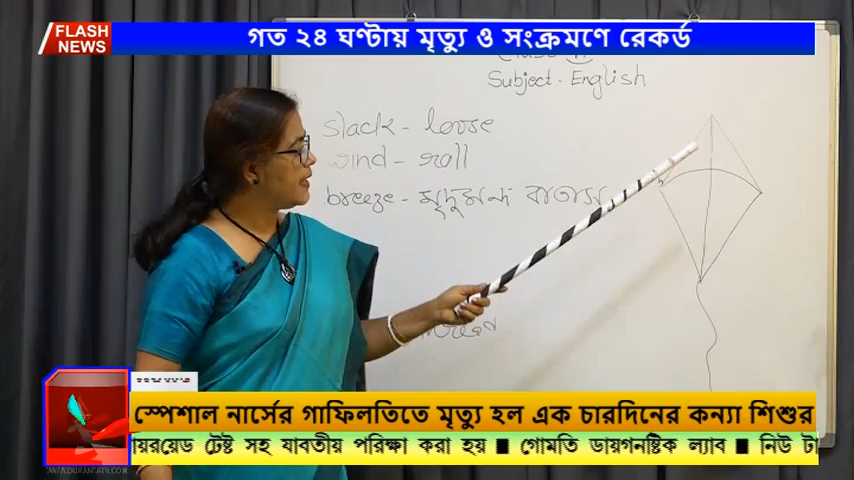 FLASH
NEWS
গত ২৪ ঘণ্টায় মৃত্যু ও সংক্রমণে রেকর্ড
Subject - English
slack - loose
wind - roll
breeze - মৃদুমন্দ বাতাস
স্পেশাল নার্সের গাফিলতিতে মৃত্যু হল এক চারদিনের কন্যা শিশুর
য়ারয়েড টেষ্ট সহ যাবতীয় পরিক্ষা করা হয় ■ গোমতি ডায়গনষ্টিক ল্যাব ■ নিউ টা